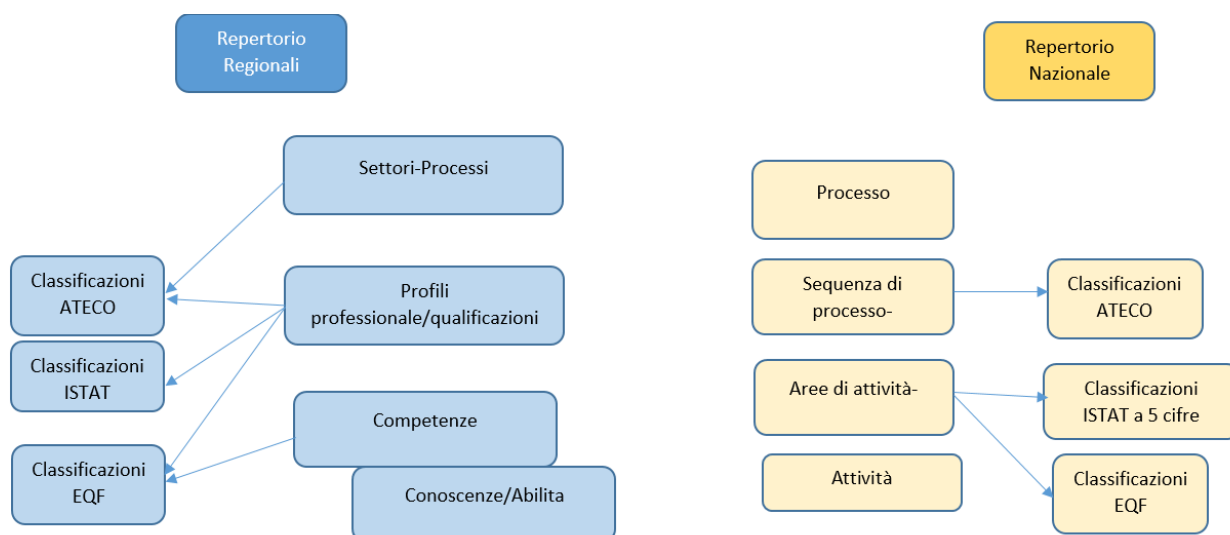 Repertorio
Regionali
Repertorio
Nazionale
Settori-Processi
Processo
Classificazioni
ATECO
Profili
professionale/qualificazioni
Sequenza di
processo-
Classificazioni
ATECO
Classificazioni
ISTAT
Competenze
Aree di attività-
Classificazioni
ISTAT a 5 cifre
Classificazioni
EQF
Conoscenze/Abilita
Attività
Classificazioni
EQF